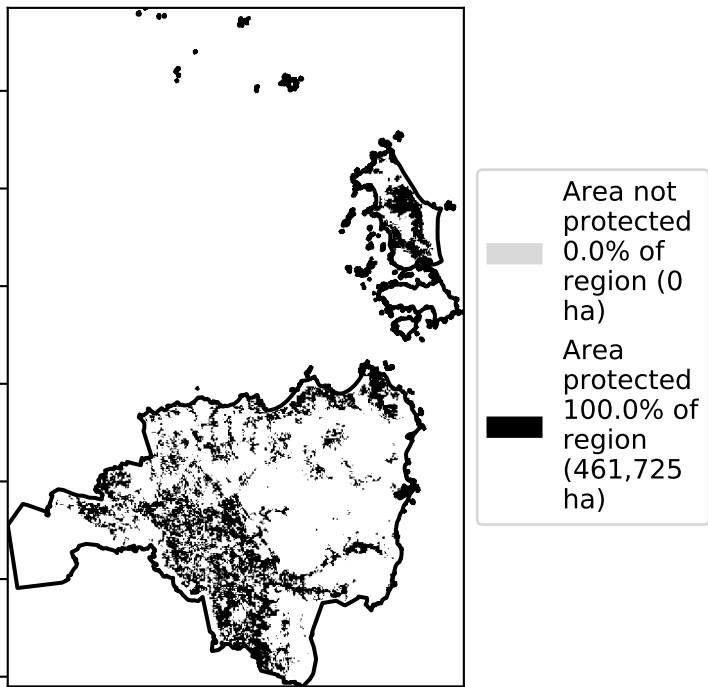 Area not
protected
0.0% of
region (0
ha)
Area
protected
100.0% of
region
(461,725
ha)